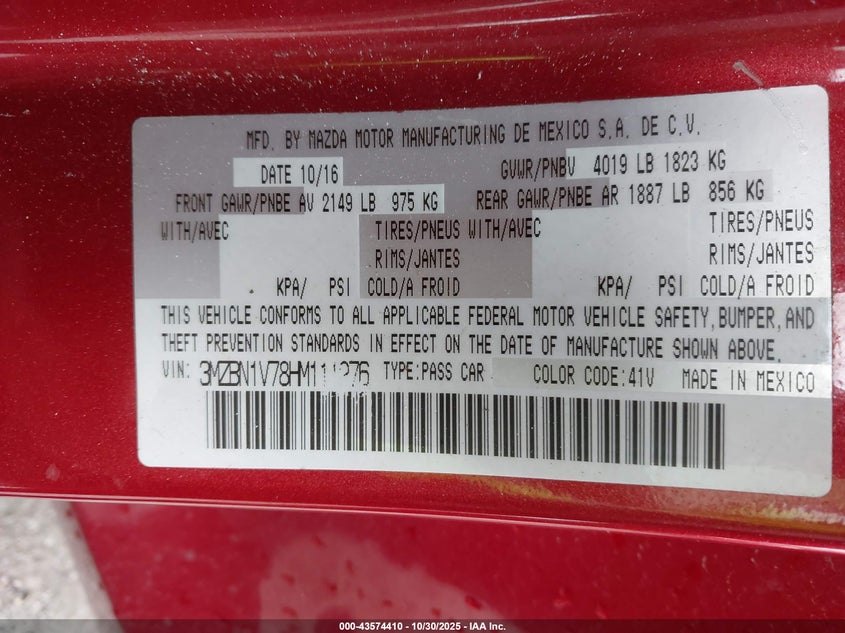 MFD. BY MAZDA MOTOR MANUFACTURING DE MEXICO S.A. DE C.V.
DATE 10/16 GVWR/PNBV 4019 LB 1823 KG
FRONT GAWR/PNBE AV 2149 LB 975 KG REAR GAWR/PNBE AR 1887 LB 856 KG
WITH/AVEC TIRES/PNEUS WITH/AVEC TIRES/PNEUS
RIMS/JANTES RIMS/JANTES
KPA/ PSI COLD/A FROID KPA/ PSI COLD/A FROID
THIS VEHICLE CONFORMS TO ALL APPLICABLE FEDERAL MOTOR VEHICLE SAFETY, BUMPER, AND
THEFT PREVENTION STANDARDS IN EFFECT ON THE DATE OF MANUFACTURE SHOWN ABOVE.
VIN: TYPE:PASS CAR COLOR CODE:41V MADE IN MEXICO
000-43574410 | 10/30/2025 | IAA Inc.